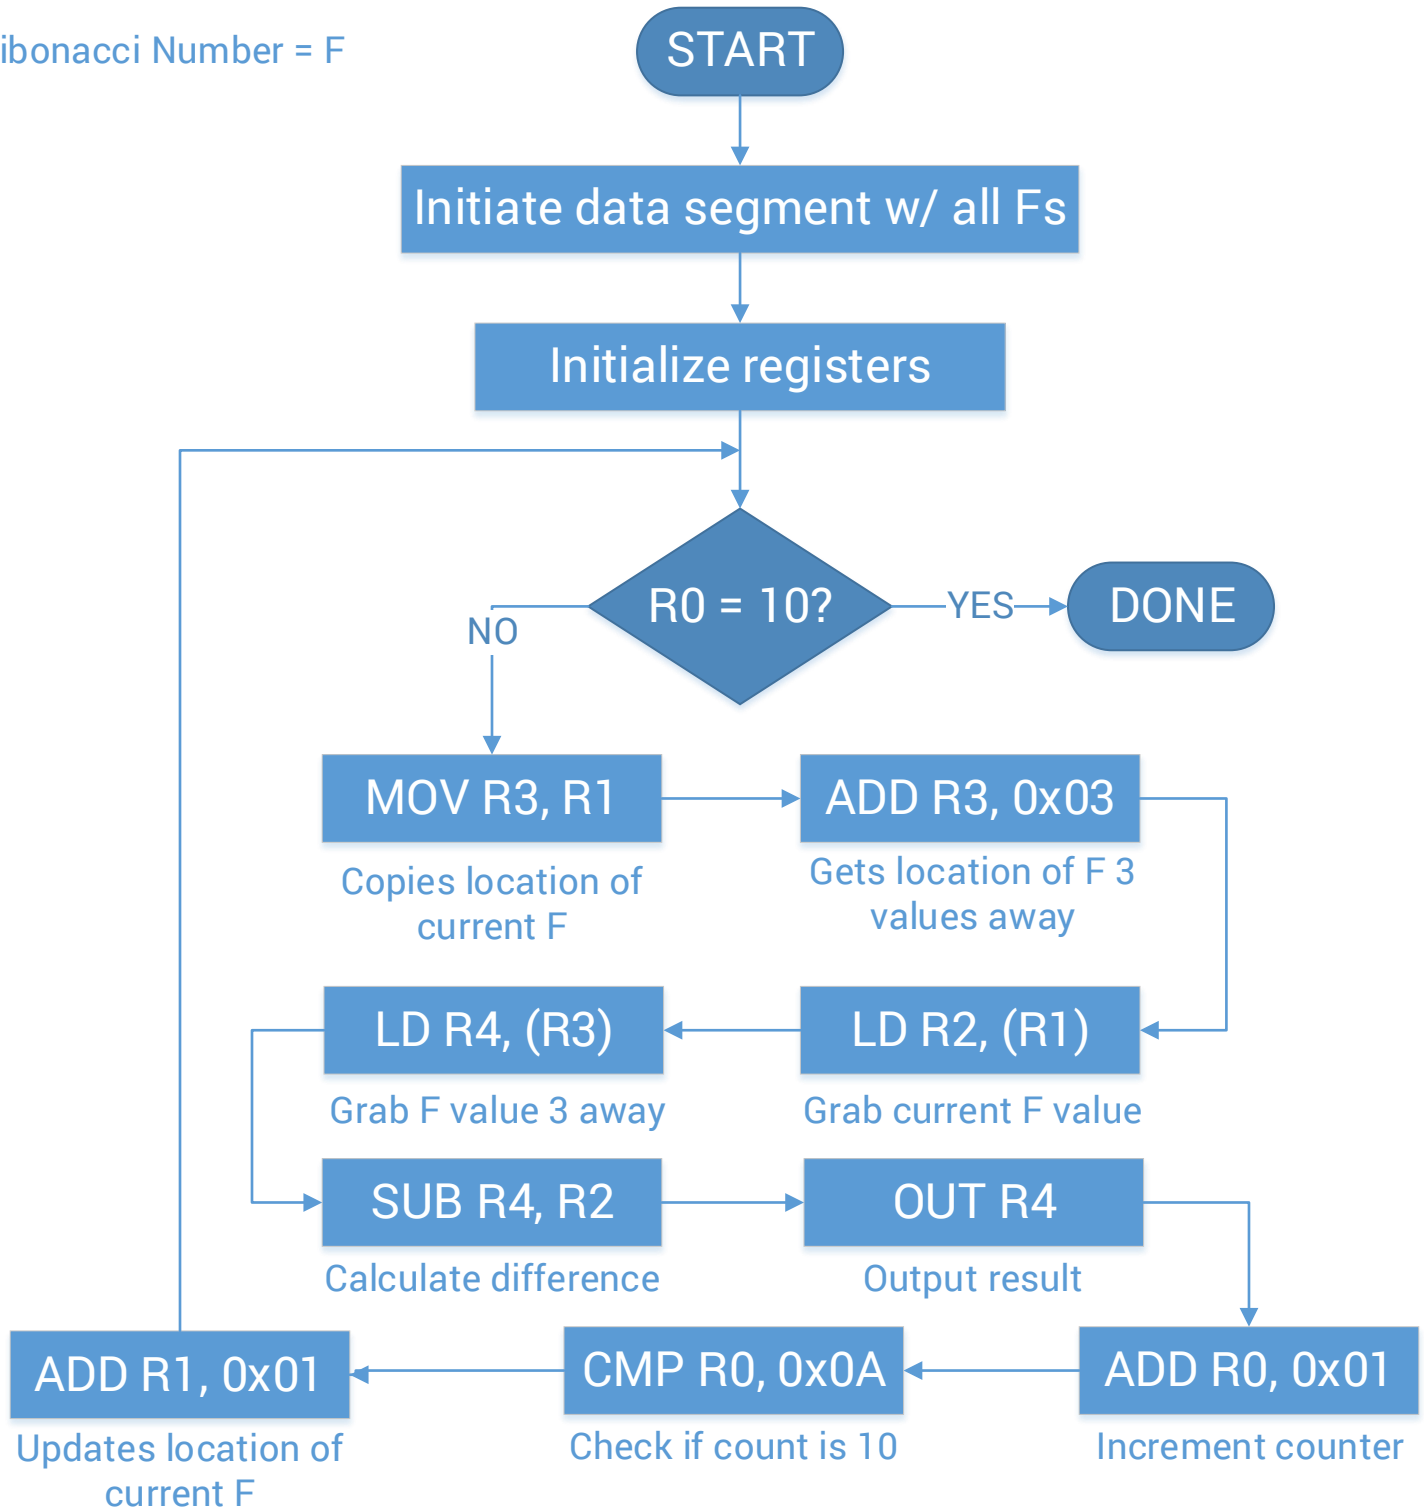 ibonacci Number = F
START
Initiate data segment w/ all Fs
Initialize registers
R0 = 10?
YES
DONE
NO
MOV R3, R1
Copies location of
current F
ADD R3, 0x03
Gets location of F 3
values away
LD R2, (R1)
Grab current F value
LD R4, (R3)
Grab F value 3 away
SUB R4, R2
Calculate difference
OUT R4
Output result
ADD R0, 0x01
Increment counter
CMP R0, 0x0A
Check if count is 10
ADD R1, 0x01
Updates location of
current F